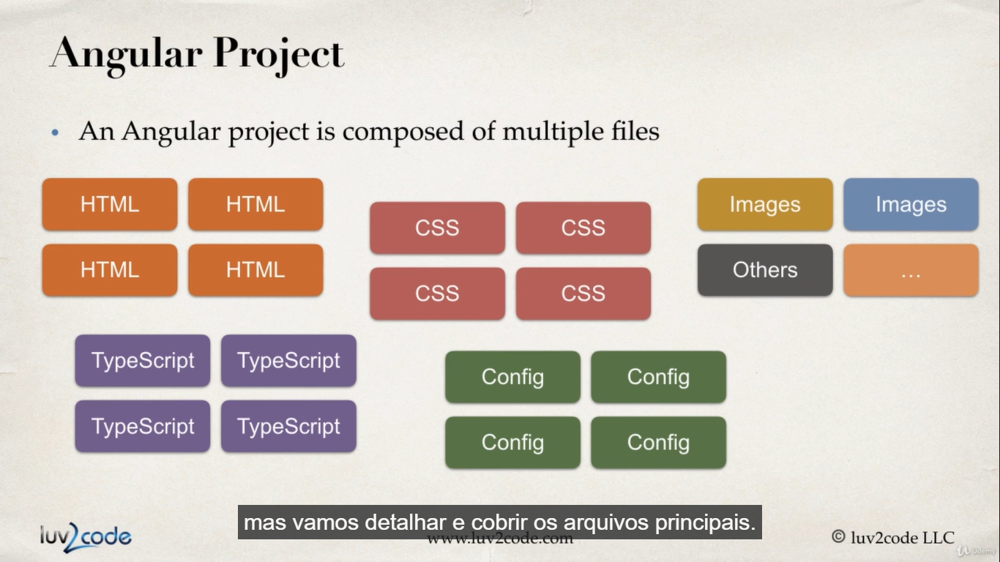 Angular Project
• An Angular project is composed of multiple files
HTML HTML
HTML HTML
CSS CSS
CSS CSS
Images Images
Others ...
TypeScript TypeScript
TypeScript TypeScript
Config Config
Config Config
mas vamos detalhar e cobrir os arquivos principais.
luv2code
www.luv2code.com
© luv2code LLC
Udemy